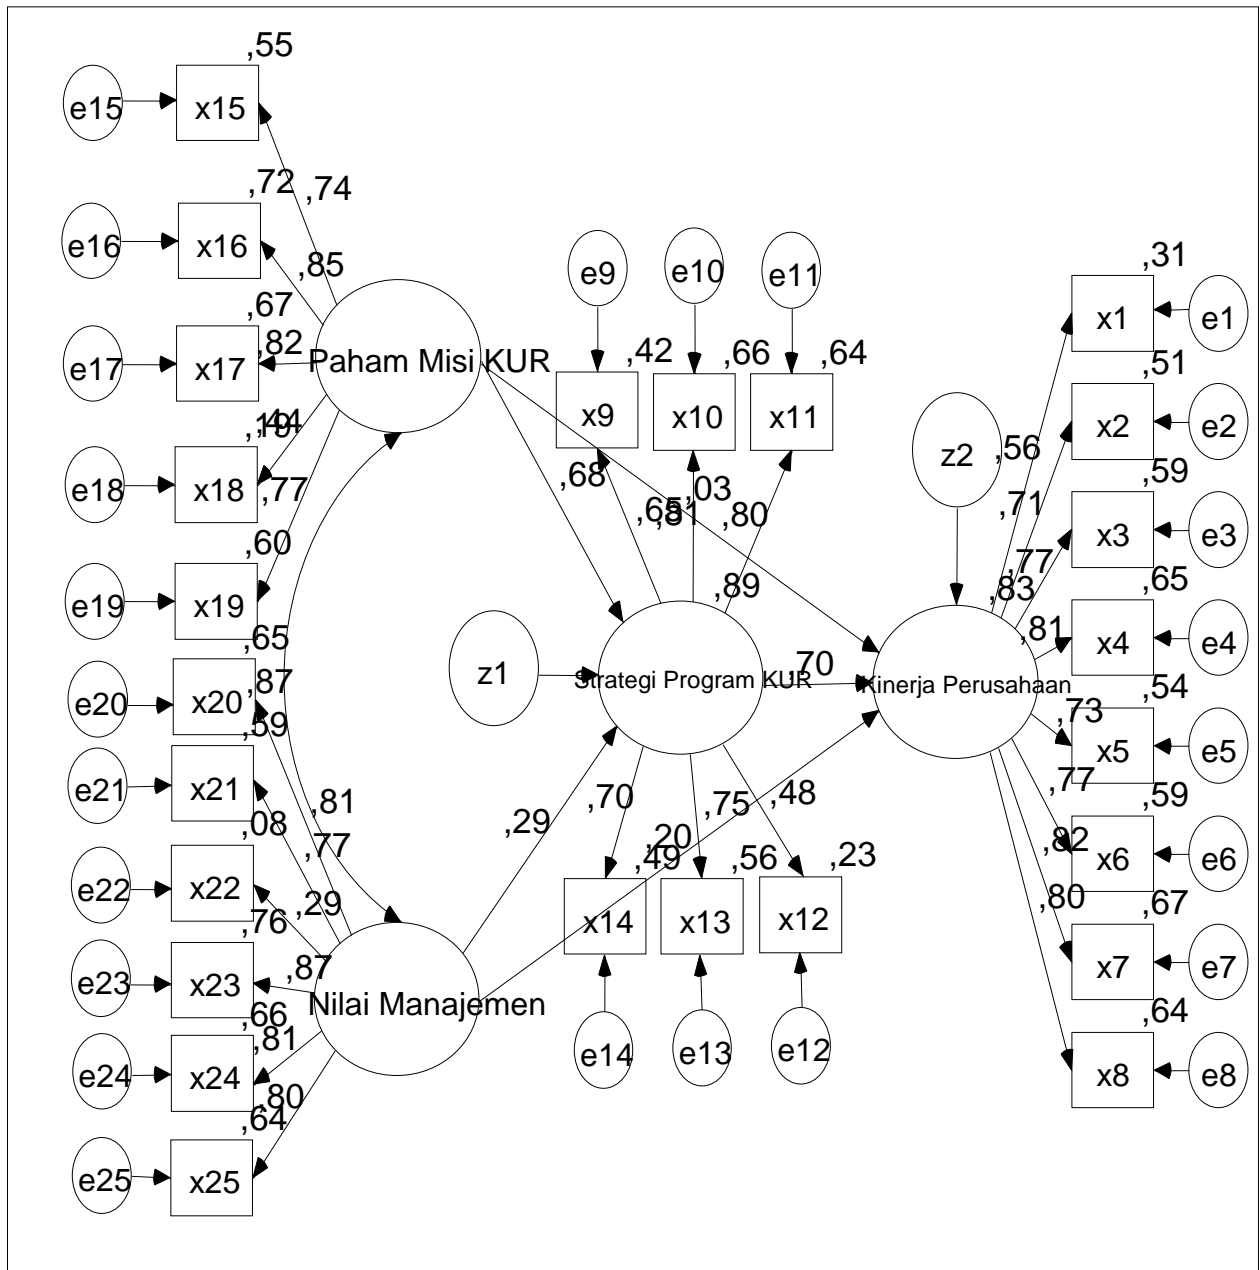 ,55
e15
x15
,72
,74
e16
x16
,85
,67
e17
x17
,82
Paham Misi KUR
,19
,44
e18
x18
,77
,60
e19
x19
,65
e20
x20
,87
,59
e21
x21
,81
,08
,77
e22
x22
,29
,76
e23
x23
,87
Nilai Manajemen
,66
,81
e24
x24
,80
,64
e25
x25
e9
e10
e11
,42
,66
,64
x9
x10
x11
,68
,65
,81
,03
,80
,89
z1
Strategi Program KUR
,70
,29
,70
,75
,48
,20
,49
,56
,23
x14
x13
x12
e14
e13
e12
z2
Kinerja Perusahaan
,31
x1
e1
,56
,51
x2
e2
,71
,59
x3
e3
,77
,83
,65
x4
e4
,81
,54
x5
e5
,73
,77
,59
x6
e6
,82
,67
x7
e7
,80
,64
x8
e8